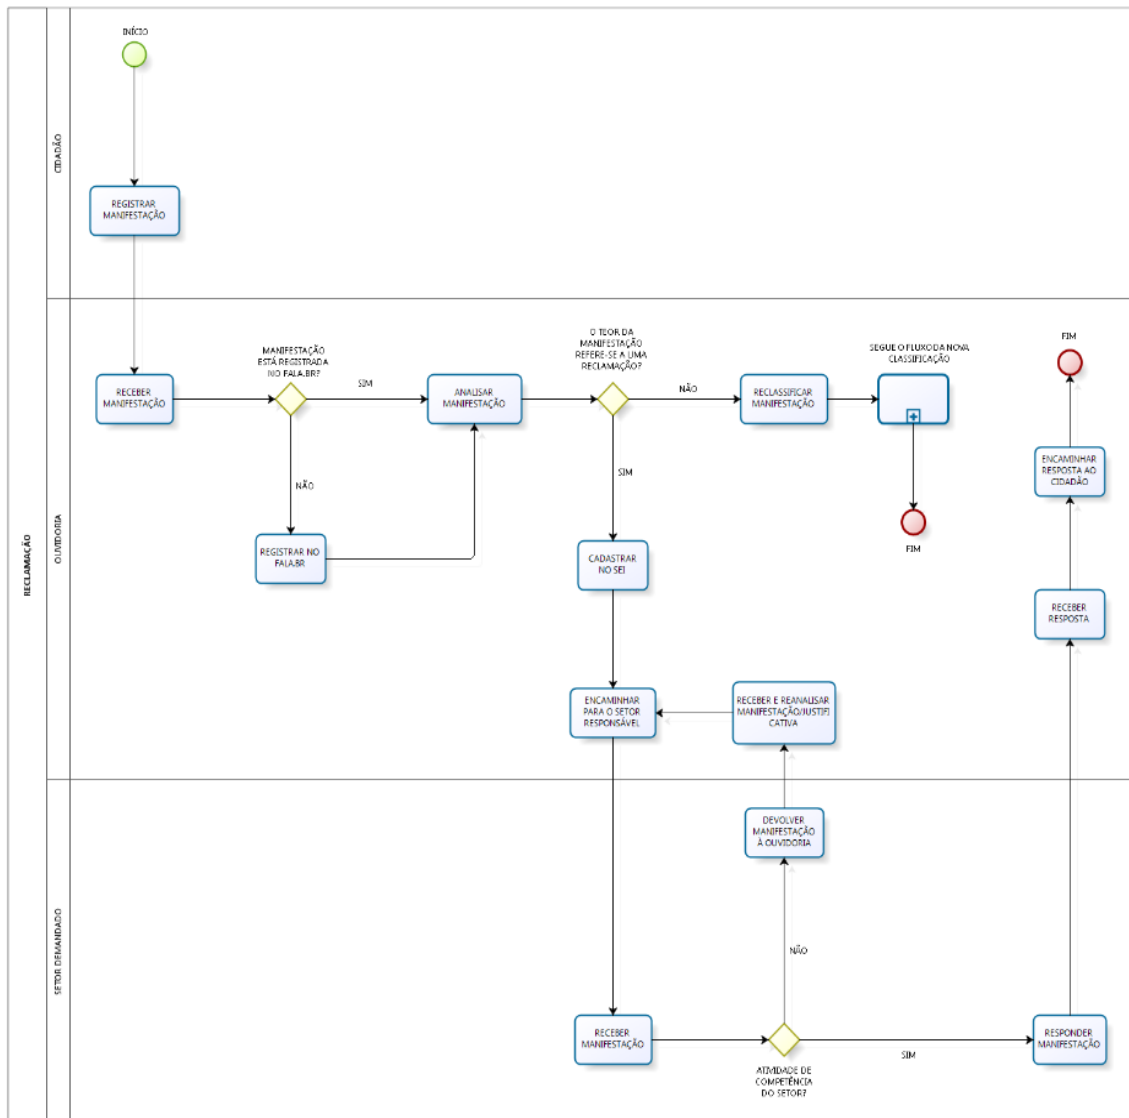 RECLAMAÇÃO
CIDADÃO
INÍCIO
REGISTRAR
MANIFESTAÇÃO
OUVIDORIA
RECEBER
MANIFESTAÇÃO
MANIFESTAÇÃO
ESTÁ REGISTRADA
NO FALA.BR?
SIM
NÃO
REGISTRAR NO
FALA.BR
ANALISAR
MANIFESTAÇÃO
O TEOR DA
MANIFESTAÇÃO
REFERE-SE A UMA
RECLAMAÇÃO?
NÃO
SIM
RECLASSIFICAR
MANIFESTAÇÃO
SEGUE O FLUXO DA NOVA
CLASSIFICAÇÃO
FIM
CADASTRAR
NO SEI
ENCAMINHAR
PARA O SETOR
RESPONSÁVEL
RECEBER E REANALISAR
MANIFESTAÇÃO/JUSTIFI
CATIVA
FIM
ENCAMINHAR
RESPOSTA AO
CIDADÃO
RECEBER
RESPOSTA
SETOR DEMANDADO
DEVOLVER
MANIFESTAÇÃO
À OUVIDORIA
NÃO
RECEBER
MANIFESTAÇÃO
ATIVIDADE DE
COMPETÊNCIA
DO SETOR?
SIM
RESPONDER
MANIFESTAÇÃO